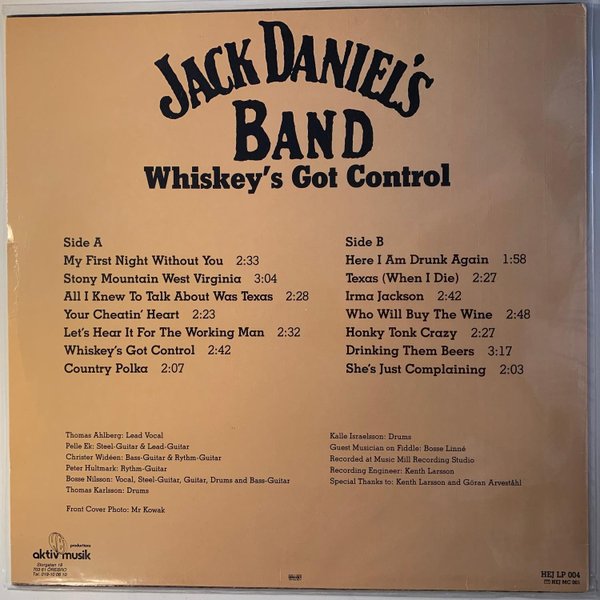 JACK DANIEL'S
BAND
Whiskey's Got Control
Side A
My First Night Without You 2:33
Stony Mountain West Virginia 3:04
All I Knew To Talk About Was Texas 2:28
Your Cheatin' Heart 2:23
Let's Hear It For The Working Man 2:32
Whiskey's Got Control 2:42
Country Polka 2:07
Side B
Here I Am Drunk Again 1:58
Texas (When I Die) 2:27
Irma Jackson 2:42
Who Will Buy The Wine 2:48
Honky Tonk Crazy 2:27
Drinking Them Beers 3:17
She's Just Complaining 2:03
Thomas Ahlberg: Lead Vocal
Pelle Ek: Steel-Guitar & Lead-Guitar
Christer Widéen: Bass-Guitar & Rythm-Guitar
Peter Hultmark: Rythm-Guitar
Bosse Nilsson: Vocal, Steel-Guitar, Guitar, Drums and Bass-Guitar
Thomas Karlsson: Drums
Front Cover Photo: Mr Kowak
Kalle Israelsson: Drums
Guest Musician on Fiddle: Bosse Linné
Recorded at Music Mill Recording Studio
Recording Engineer: Kenth Larsson
Special Thanks to: Kenth Larsson and Göran Arveståhl
productions
aktiv musik
Storgatan 19
703 61 ÖREBRO
HEJ LP 004